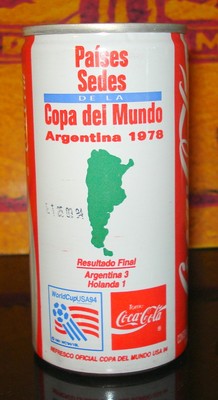 Países
Sedes
DE LA
Copa del Mundo
Argentina 1978
Resultado Final
Argentina 3
Holanda 1
WorldCupUSA94
Coca-Cola
REFRESCO OFICIAL COPA DEL MUNDO USA 94